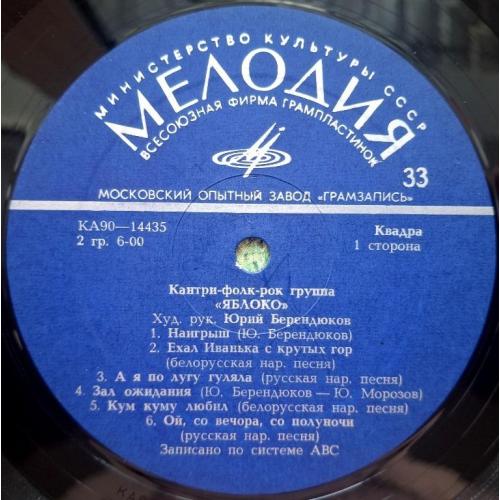 МИНИСТЕРСТВО КУЛЬТУРЫ СССР
МЕЛОДИЯ
ВСЕСОЮЗНАЯ ФИРМА ГРАМПЛАСТИНОК
33
МОСКОВСКИЙ ОПЫТНЫЙ ЗАВОД «ГРАМЗАПИСЬ»
КА90—14435 Квадра
2 гр. 6-00 1 сторона
Кантри-фолк-рок группа
«ЯБЛОКО»
Худ. рук. Юрий Берендюков
1. Наигрыш (Ю. Берендюков)
2. Ехал Иванька с крутых гор
(белорусская нар. песня)
3. А я по лугу гуляла (русская нар. песня)
4. Зал ожидания (Ю. Берендюков — Ю. Морозов)
5. Кум куму любил (белорусская нар. песня)
6. Ой, со вечора, со полуночи
(русская нар. песня)
Записано по системе АВС